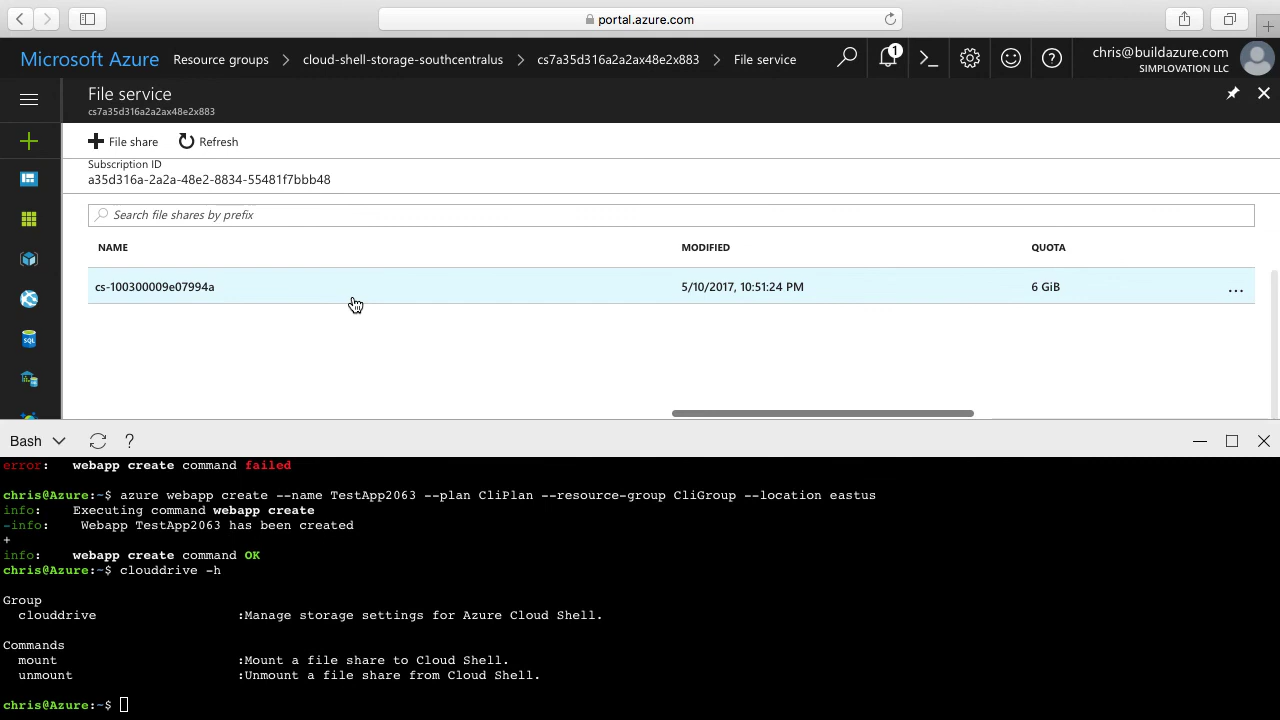 portal.azure.com
Microsoft Azure Resource groups > cloud-shell-storage-southcentralus > cs7a35d316a2a2ax48e2x883 > File service
1
chris@buildazure.com
SIMPLOVATION LLC
File service
cs7a35d316a2a2ax48e2x883
File share Refresh
Subscription ID
a35d316a-2a2a-48e2-8834-55481f7bbb48
Search file shares by prefix
NAME MODIFIED QUOTA
cs-100300009e07994a 5/10/2017, 10:51:24 PM 6 GiB ...
SQL
Bash ?
error: webapp create command failed
chris@Azure:~$ azure webapp create --name TestApp2063 --plan CliPlan --resource-group CliGroup --location eastus
info: Executing command webapp create
-info: Webapp TestApp2063 has been created
+
info: webapp create command OK
chris@Azure:~$ clouddrive -h
Group
clouddrive :Manage storage settings for Azure Cloud Shell.
Commands
mount :Mount a file share to Cloud Shell.
unmount :Unmount a file share from Cloud Shell.
chris@Azure:~$